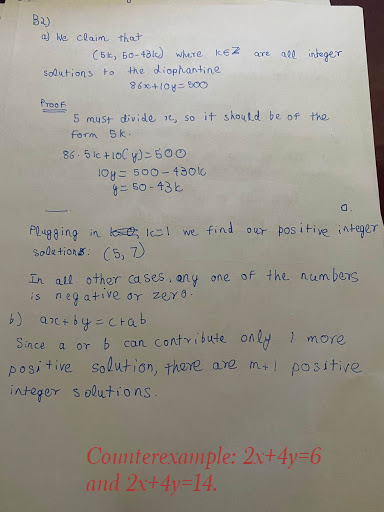 B2)
a) We claim that
(5k, 50-43k) where k∈Z are all integer
solutions to the diophantine
86x+10y=500
Proof:
5 must divide x, so it should be of the
form 5k.
86·5k+10(y)=500
10y=500-430k
y=50-43k
□.
Plugging in k=1 we find our positive integer
solutions: (5,7)
In all other cases, any one of the numbers
is negative or zero.
b) ax+by=c+ab
Since a or b can contribute only 1 more
positive solution, there are m+1 positive
integer solutions.
Counterexample: 2x+4y=6
and 2x+4y=14.